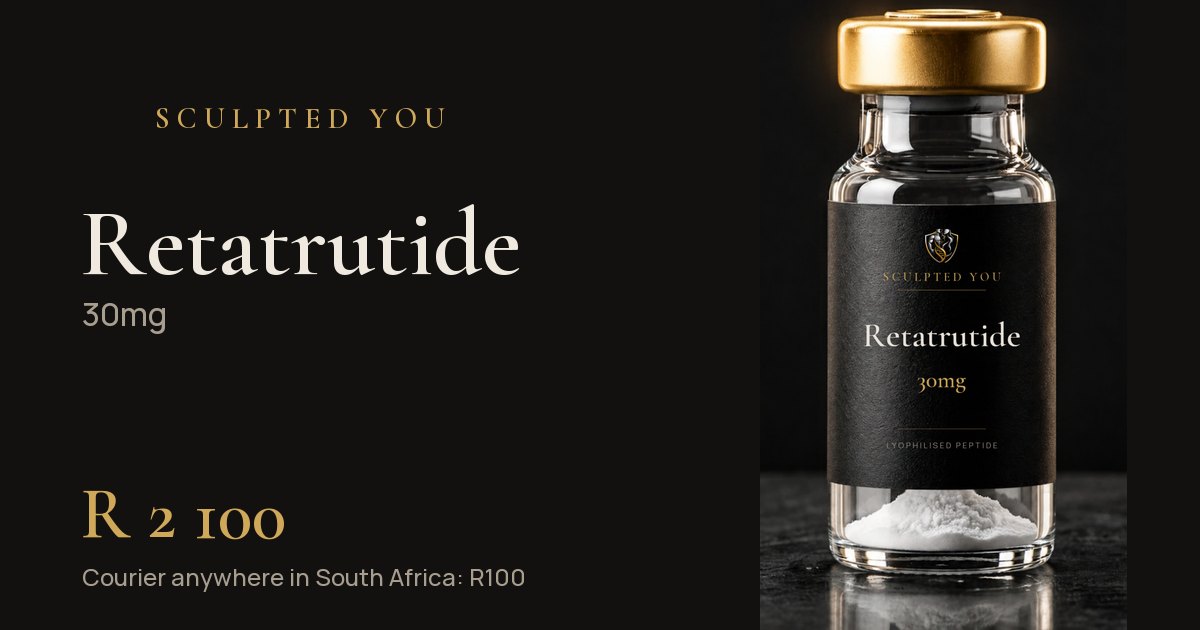 SCULPTED YOU
Retatrutide
30mg
R 2 100
Courier anywhere in South Africa: R100
SCULPTED YOU
Retatrutide
30mg
LYOPHILISED PEPTIDE